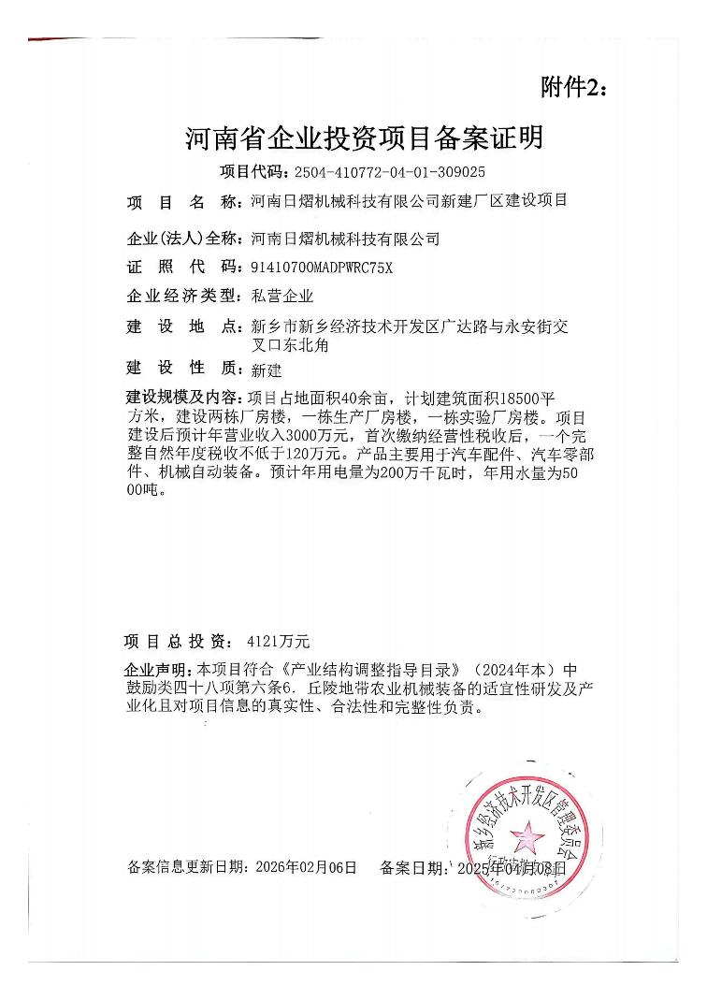 附件2：
河南省企业投资项目备案证明
项目代码：2504-410772-04-01-309025
项目名称：河南日熠机械科技有限公司新建厂区建设项目
企业(法人)全称：河南日熠机械科技有限公司
证照代码：91410700MADPWRC75X
企业经济类型：私营企业
建设地点：新乡市新乡经济技术开发区广达路与永安街交
叉口东北角
建设性质：新建
建设规模及内容：项目占地面积40余亩，计划建筑面积18500平
方米，建设两栋厂房楼，一栋生产厂房楼，一栋实验厂房楼。项目
建设后预计年营业收入3000万元，首次缴纳经营性税收后，一个完
整自然年度税收不低于120万元。产品主要用于汽车配件、汽车零部
件、机械自动装备。预计年用电量为200万千瓦时，年用水量为50
00吨。
项目总投资：4121万元
企业声明：本项目符合《产业结构调整指导目录》（2024年本）中
鼓励类四十八项第六条6．丘陵地带农业机械装备的适宜性研发及产
业化且对项目信息的真实性、合法性和完整性负责。
新乡经济技术开发区管理委员会
备案信息更新日期：2026年02月06日 备案日期：2025年04月08日